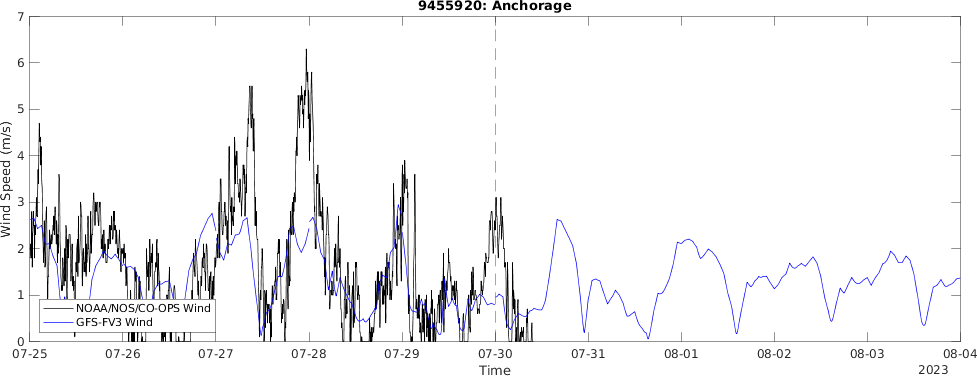 9455920: Anchorage
7
6
5
4
3
2
1
0
Wind Speed (m/s)
NOAA/NOS/CO-OPS Wind
GFS-FV3 Wind
07-25 07-26 07-27 07-28 07-29 07-30 07-31 08-01 08-02 08-03 08-04
Time
2023